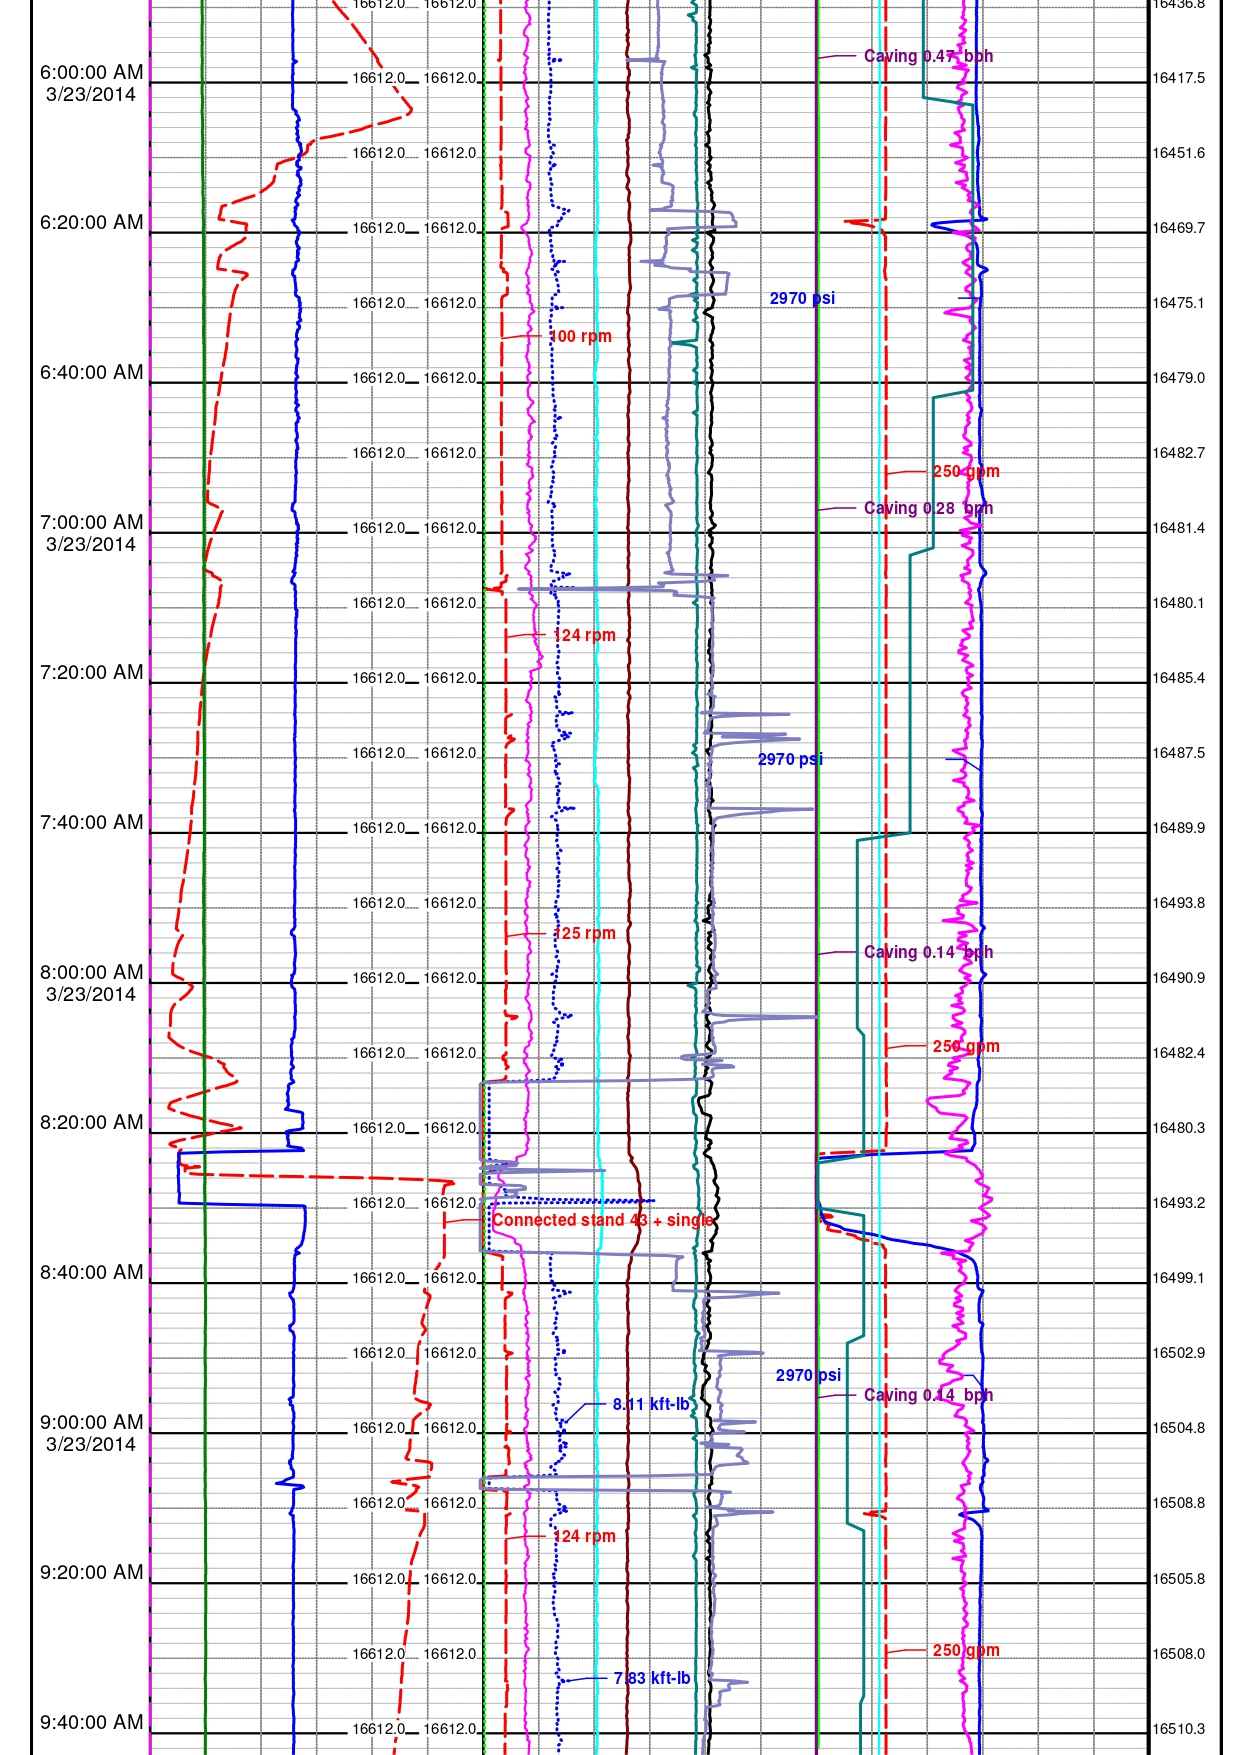 16612.0 16612.0 16436.8
Caving 0.47 bph
6:00:00 AM 16612.0 16612.0 16417.5
3/23/2014
16612.0 16612.0 16451.6
6:20:00 AM 16612.0 16612.0 16469.7
2970 psi
16612.0 16612.0 16475.1
100 rpm
6:40:00 AM 16612.0 16612.0 16479.0
16612.0 16612.0 16482.7
250 gpm
Caving 0.28 bph
7:00:00 AM 16612.0 16612.0 16481.4
3/23/2014
16612.0 16612.0 16480.1
124 rpm
7:20:00 AM 16612.0 16612.0 16485.4
16612.0 16612.0 16487.5
2970 psi
7:40:00 AM 16612.0 16612.0 16489.9
16612.0 16612.0 16493.8
125 rpm
Caving 0.14 bph
8:00:00 AM 16612.0 16612.0 16490.9
3/23/2014
250 gpm
16612.0 16612.0 16482.4
8:20:00 AM 16612.0 16612.0 16480.3
16612.0 16612.0 16493.2
Connected stand 43 + single
8:40:00 AM 16612.0 16612.0 16499.1
16612.0 16612.0 16502.9
2970 psi
Caving 0.14 bph
8.11 kft-lb
9:00:00 AM 16612.0 16612.0 16504.8
3/23/2014
16612.0 16612.0 16508.8
124 rpm
9:20:00 AM 16612.0 16612.0 16505.8
250 gpm
16612.0 16612.0 16508.0
7.83 kft-lb
9:40:00 AM 16612.0 16612.0 16510.3